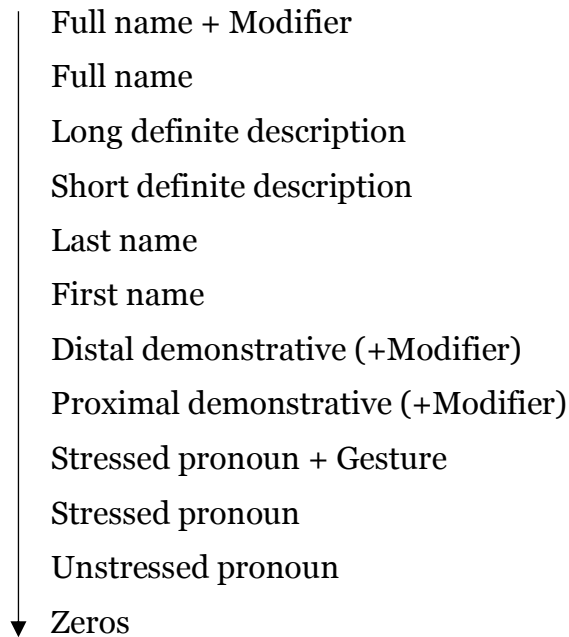 Full name + Modifier
Full name
Long definite description
Short definite description
Last name
First name
Distal demonstrative (+Modifier)
Proximal demonstrative (+Modifier)
Stressed pronoun + Gesture
Stressed pronoun
Unstressed pronoun
Zeros